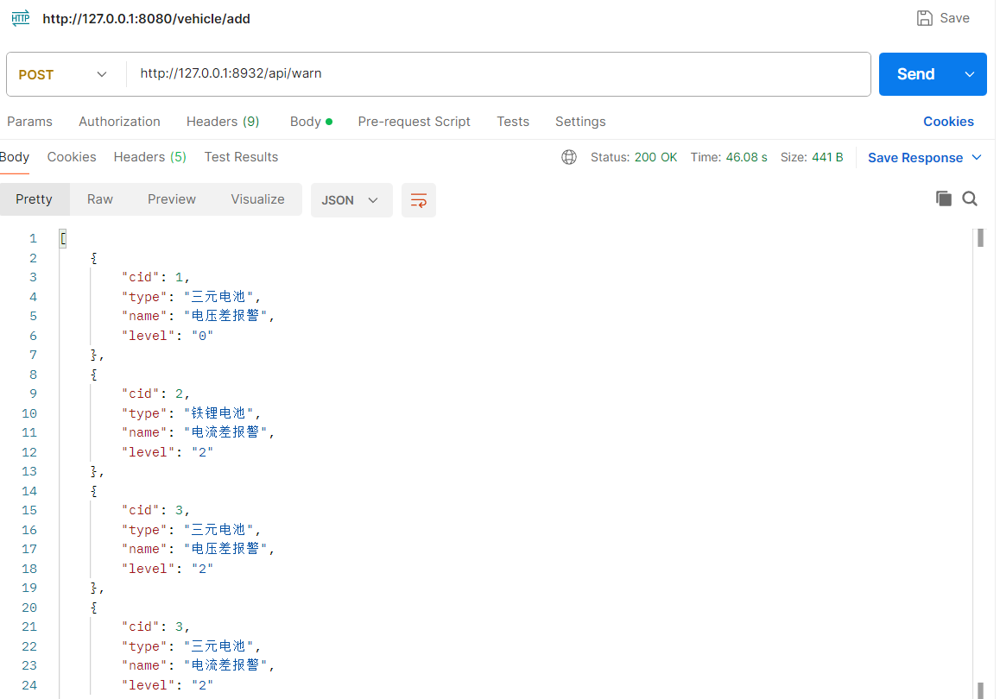 HTTP http://127.0.0.1:8080/vehicle/add Save
POST http://127.0.0.1:8932/api/warn Send
Params Authorization Headers (9) Body Pre-request Script Tests Settings Cookies
Body Cookies Headers (5) Test Results Status: 200 OK Time: 46.08 s Size: 441 B Save Response
Pretty Raw Preview Visualize JSON
1 [
2 {
3 "cid": 1,
4 "type": "三元电池",
5 "name": "电压差报警",
6 "level": "0"
7 },
8 {
9 "cid": 2,
10 "type": "铁锂电池",
11 "name": "电流差报警",
12 "level": "2"
13 },
14 {
15 "cid": 3,
16 "type": "三元电池",
17 "name": "电压差报警",
18 "level": "2"
19 },
20 {
21 "cid": 3,
22 "type": "三元电池",
23 "name": "电流差报警",
24 "level": "2"